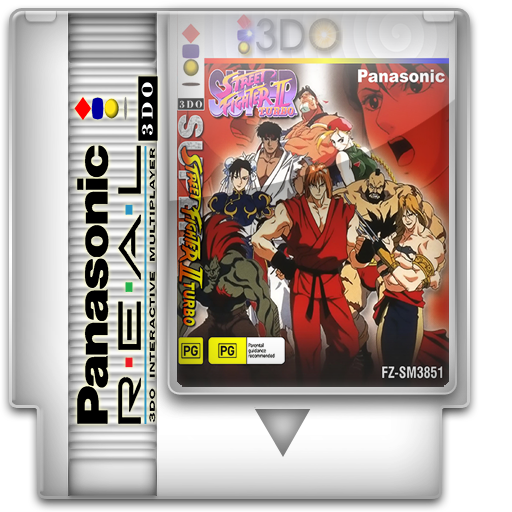 Panasonic
R·E·A·L
3DO INTERACTIVE MULTIPLAYER
3DO
3DO
3DO
SUPER
STREET FIGHTER II TURBO
PG
SUPER
STREET
FIGHTER II
TURBO
Panasonic
PG
Parental
guidance
recommended
FZ-SM3851